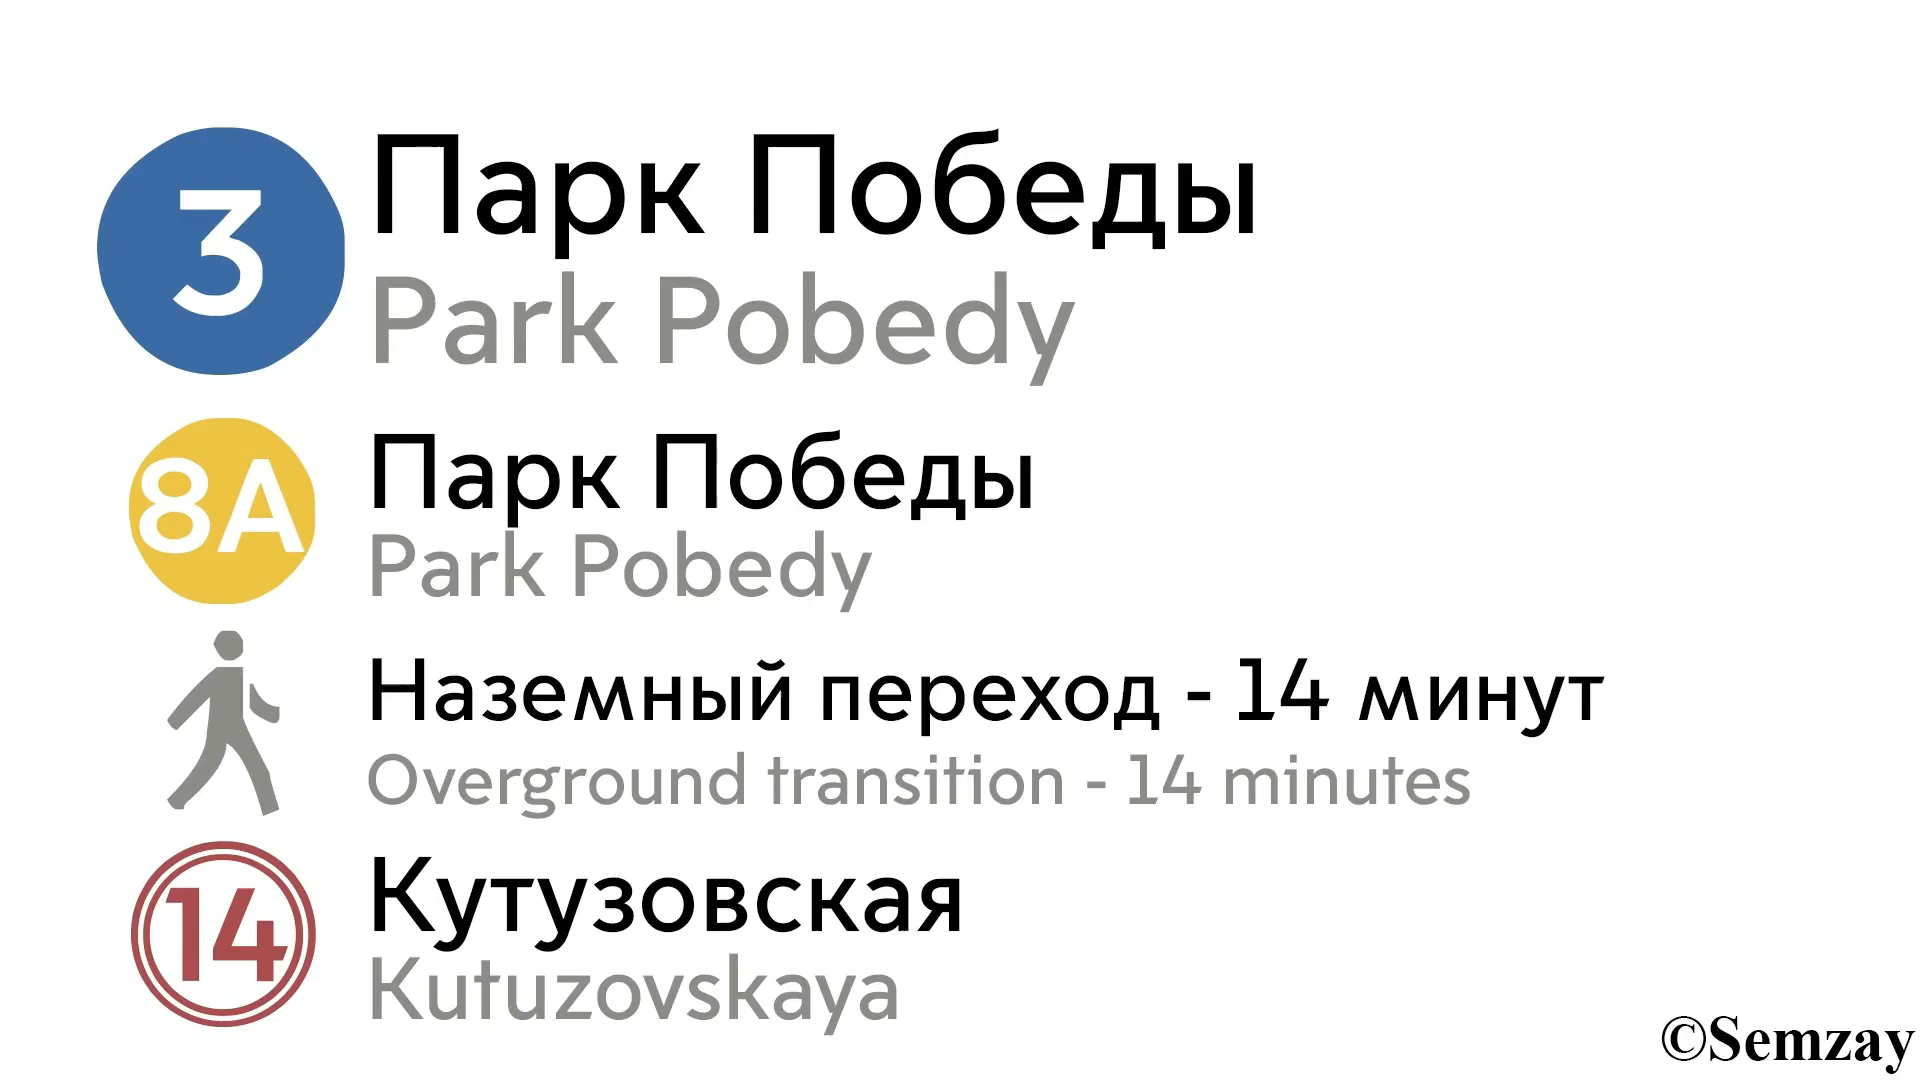 3
Парк Победы
Park Pobedy
8А
Парк Победы
Park Pobedy
Наземный переход - 14 минут
Overground transition - 14 minutes
14
Кутузовская
Kutuzovskaya
©Semzay